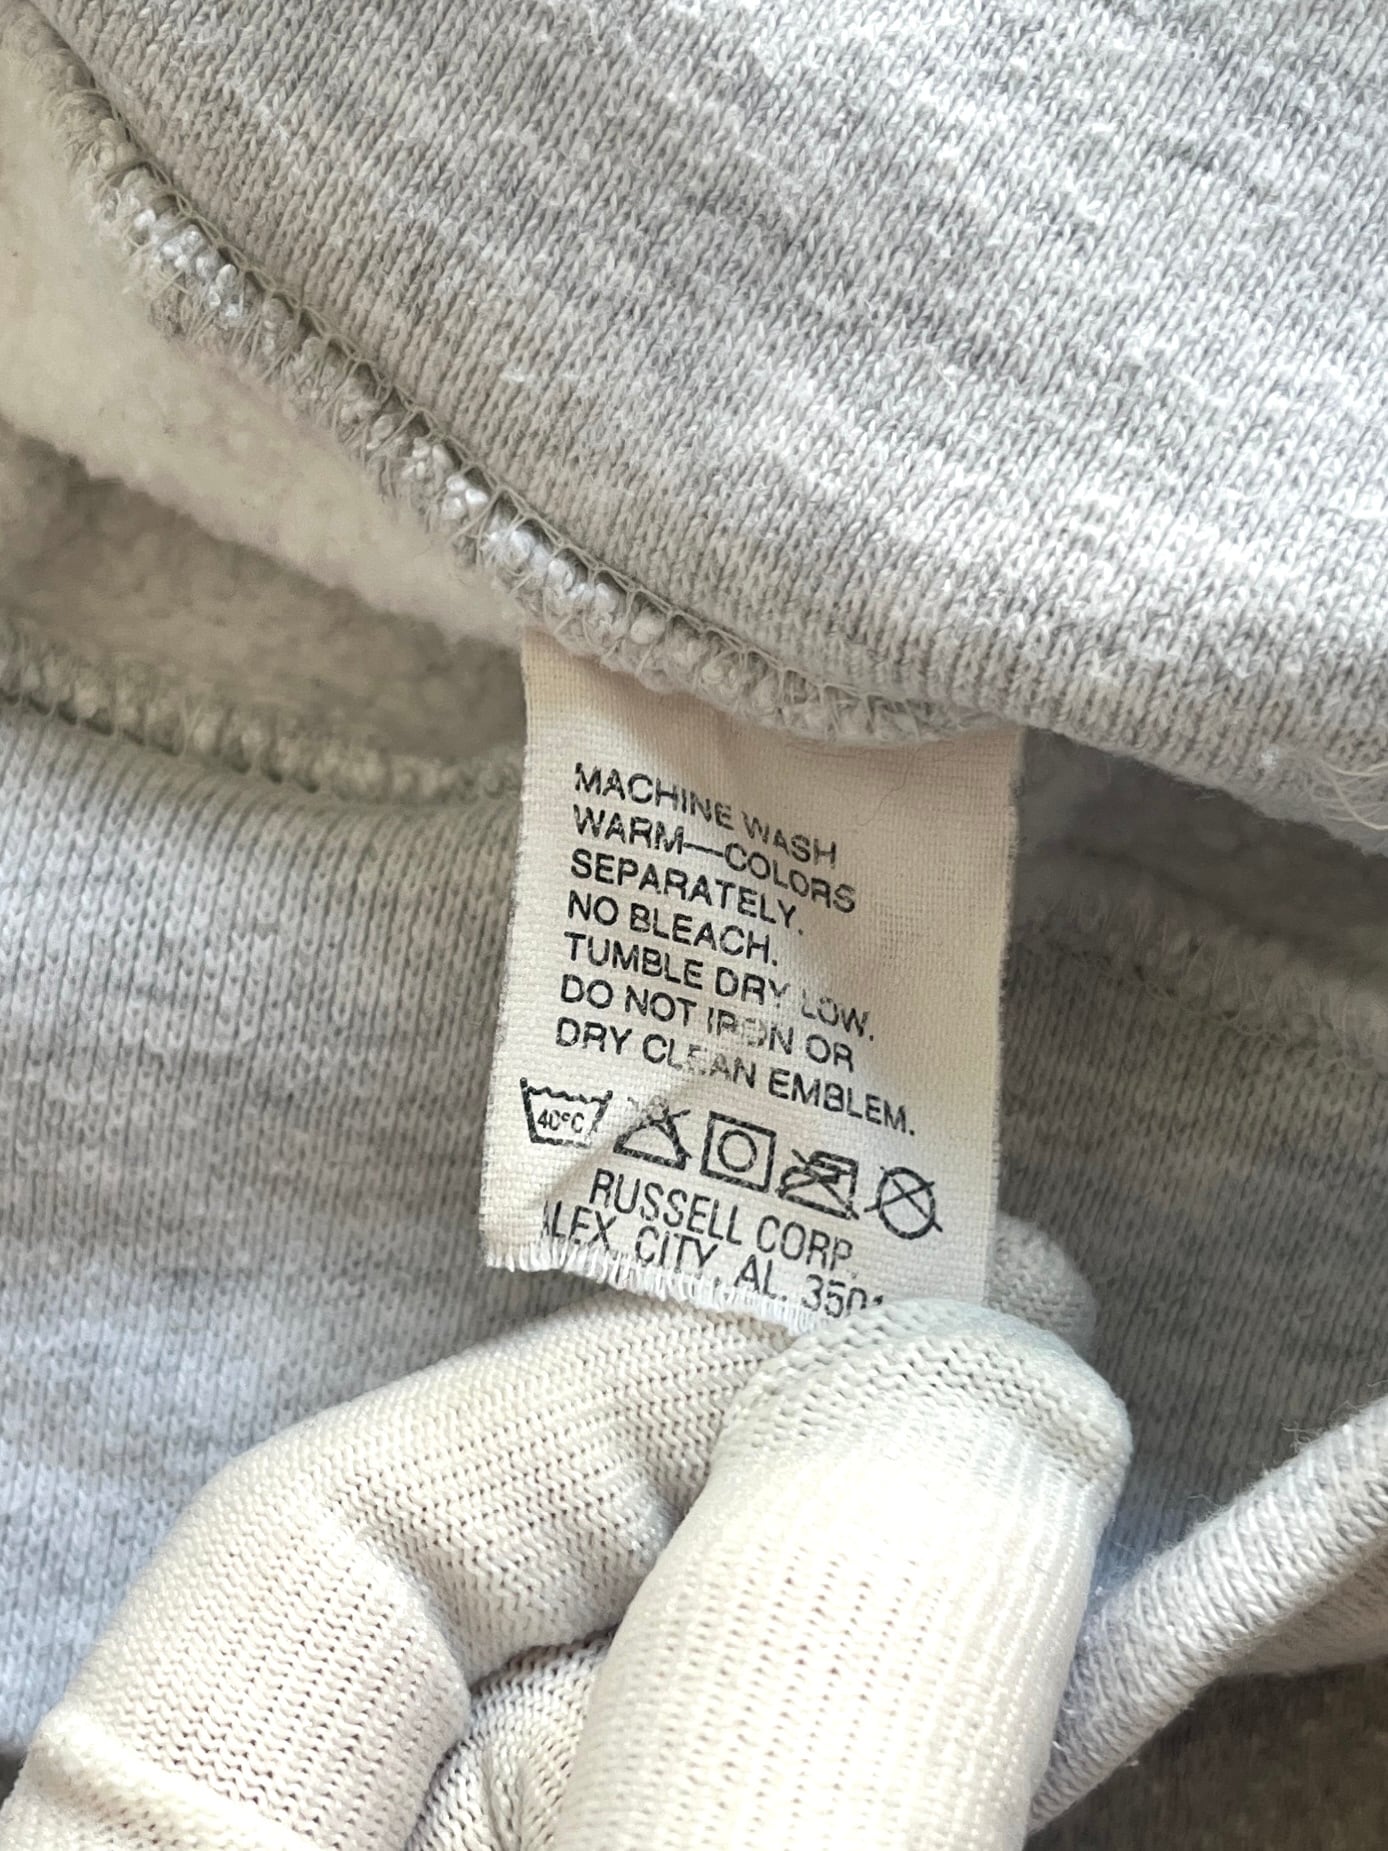 MACHINE WASH
WARM—COLORS
SEPARATELY.
NO BLEACH.
TUMBLE DRY LOW.
DO NOT IRON OR
DRY CLEAN EMBLEM.
40°C
RUSSELL CORP.
ALEX CITY, AL.